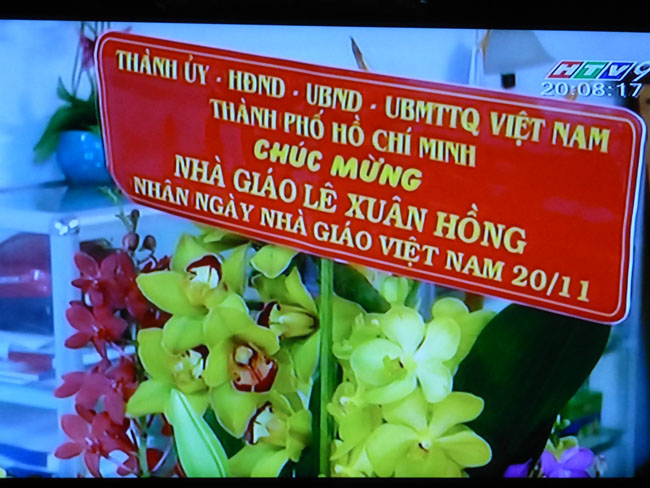 THÀNH ỦY - HĐND - UBND - UBMTTQ VIỆT NAM
THÀNH PHỐ HỒ CHÍ MINH
CHÚC MỪNG
NHÀ GIÁO LÊ XUÂN HỒNG
NHÂN NGÀY NHÀ GIÁO VIỆT NAM 20/11
HTV9
20:08:17